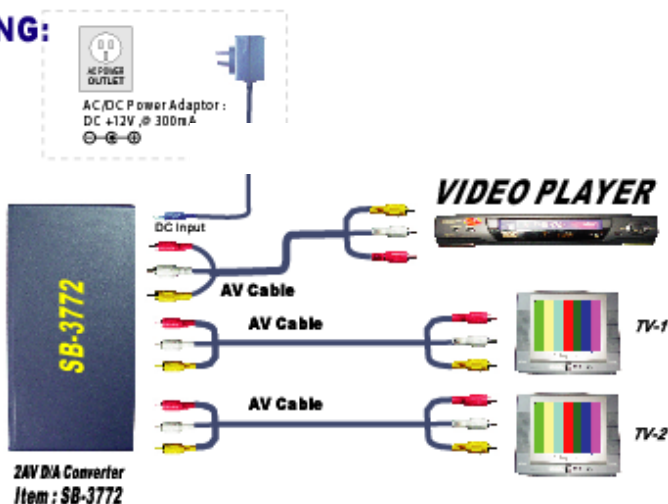 NG:
AC POWER
OUTLET
AC/DC Power Adaptor :
DC +12V ,@ 300mA
VIDEO PLAYER
DC Input
AV Cable
SB-3772
AV Cable
TV-1
AV Cable
TV-2
2AV D/A Converter
Item : SB-3772